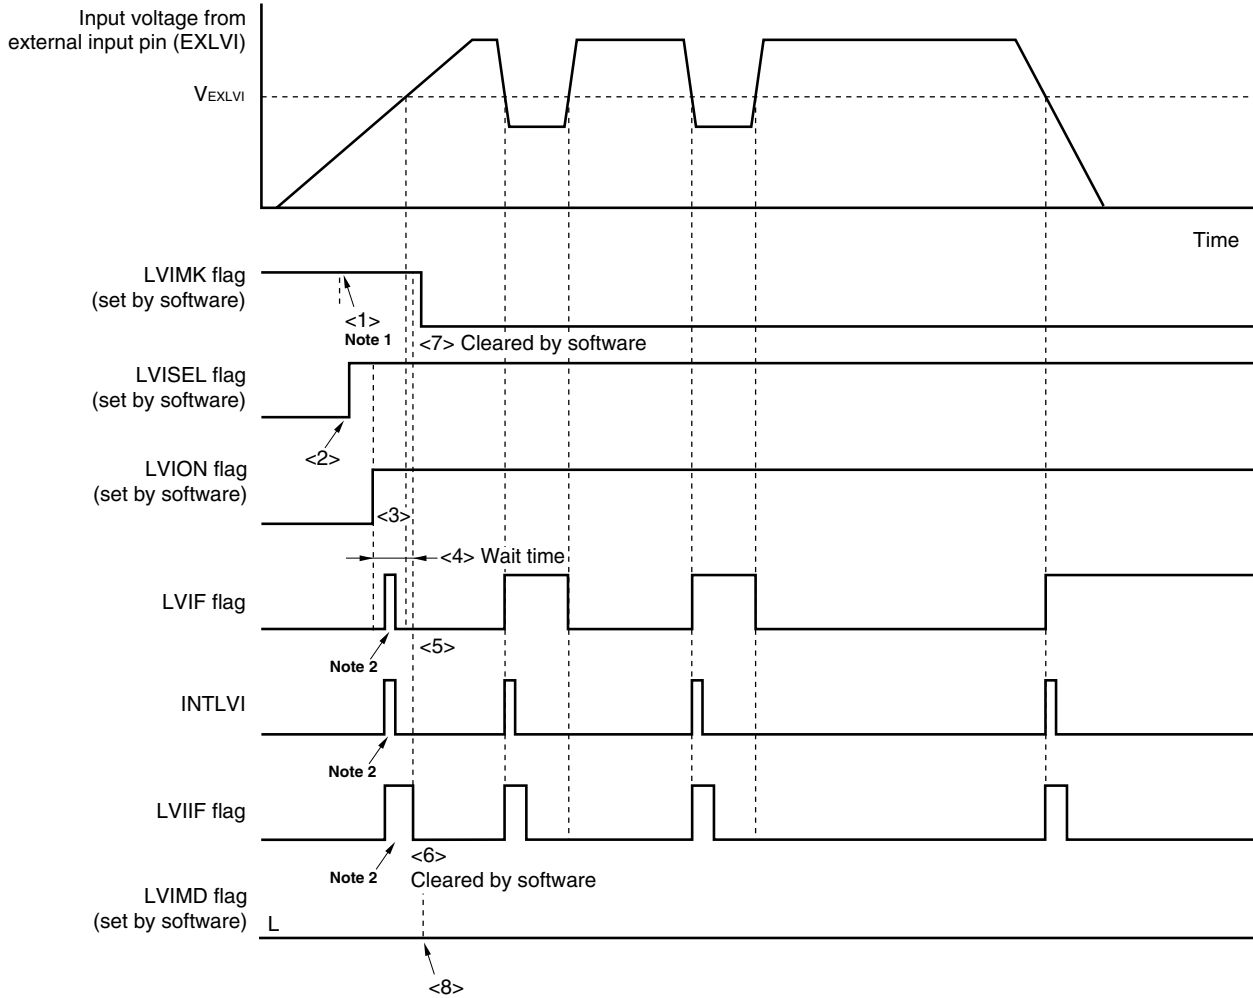 Input voltage from
external input pin (EXLVI)
VEXLVI
Time
LVIMK flag
(set by software)
<1>
Note 1
<7> Cleared by software
LVISEL flag
(set by software)
<2>
LVION flag
(set by software)
<3>
<4> Wait time
LVIF flag
<5>
Note 2
INTLVI
Note 2
LVIIF flag
<6>
Cleared by software
Note 2
LVIMD flag
(set by software)
L
<8>